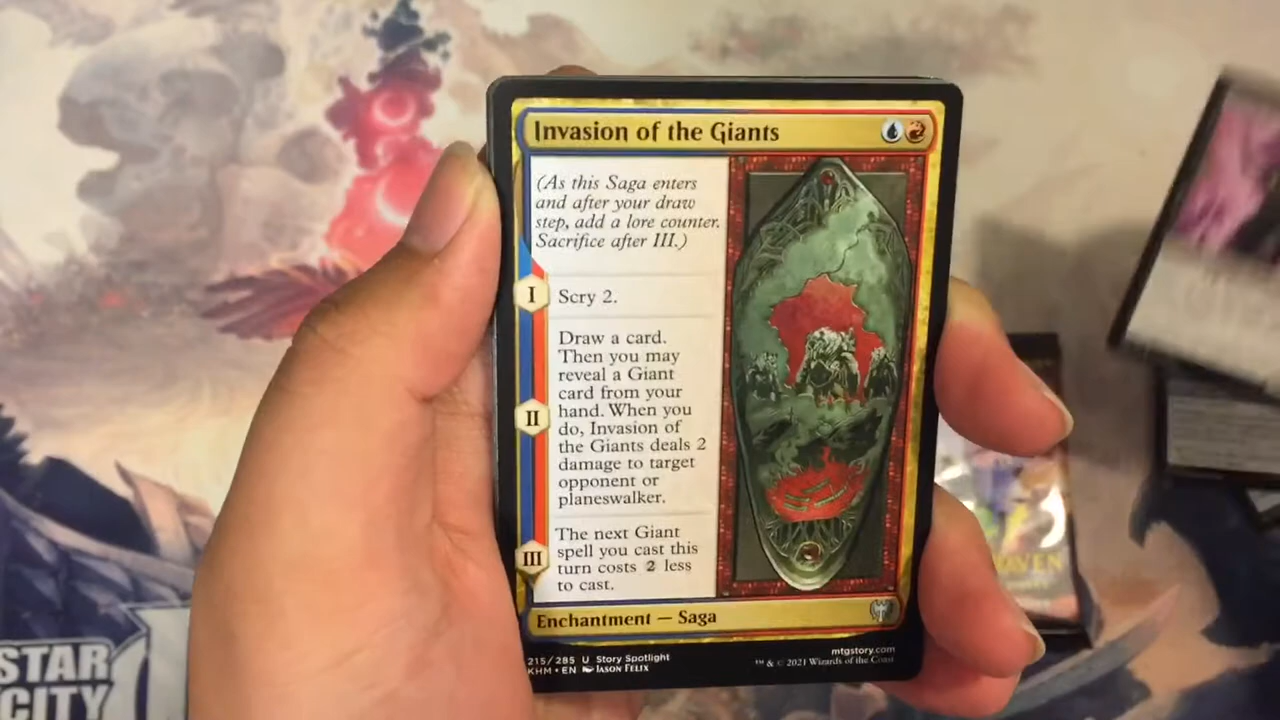 Invasion of the Giants
(As this Saga enters
and after your draw
step, add a lore counter.
Sacrifice after III.)
I
Scry 2.
II
Draw a card.
Then you may
reveal a Giant
card from your
hand. When you
do, Invasion of
the Giants deals 2
damage to target
opponent or
planeswalker.
III
The next Giant
spell you cast this
turn costs 2 less
to cast.
Enchantment — Saga
215/285 U Story Spotlight
KHM • EN JASON FELIX
mtgstory.com
™ & © 2021 Wizards of the Coast
STAR
CITY